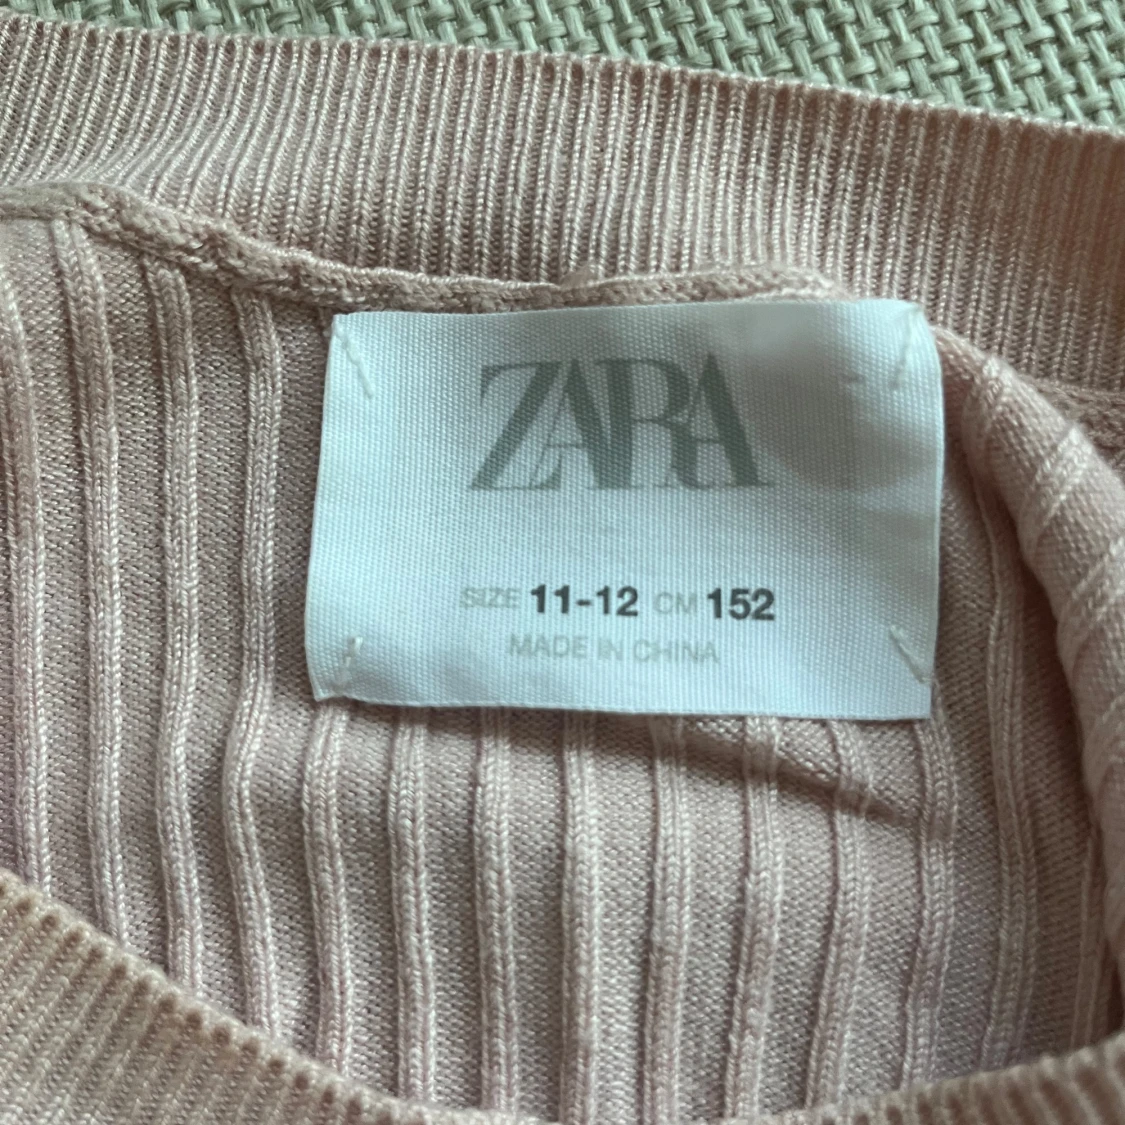 ZARA
SIZE 11-12 CM 152
MADE IN CHINA